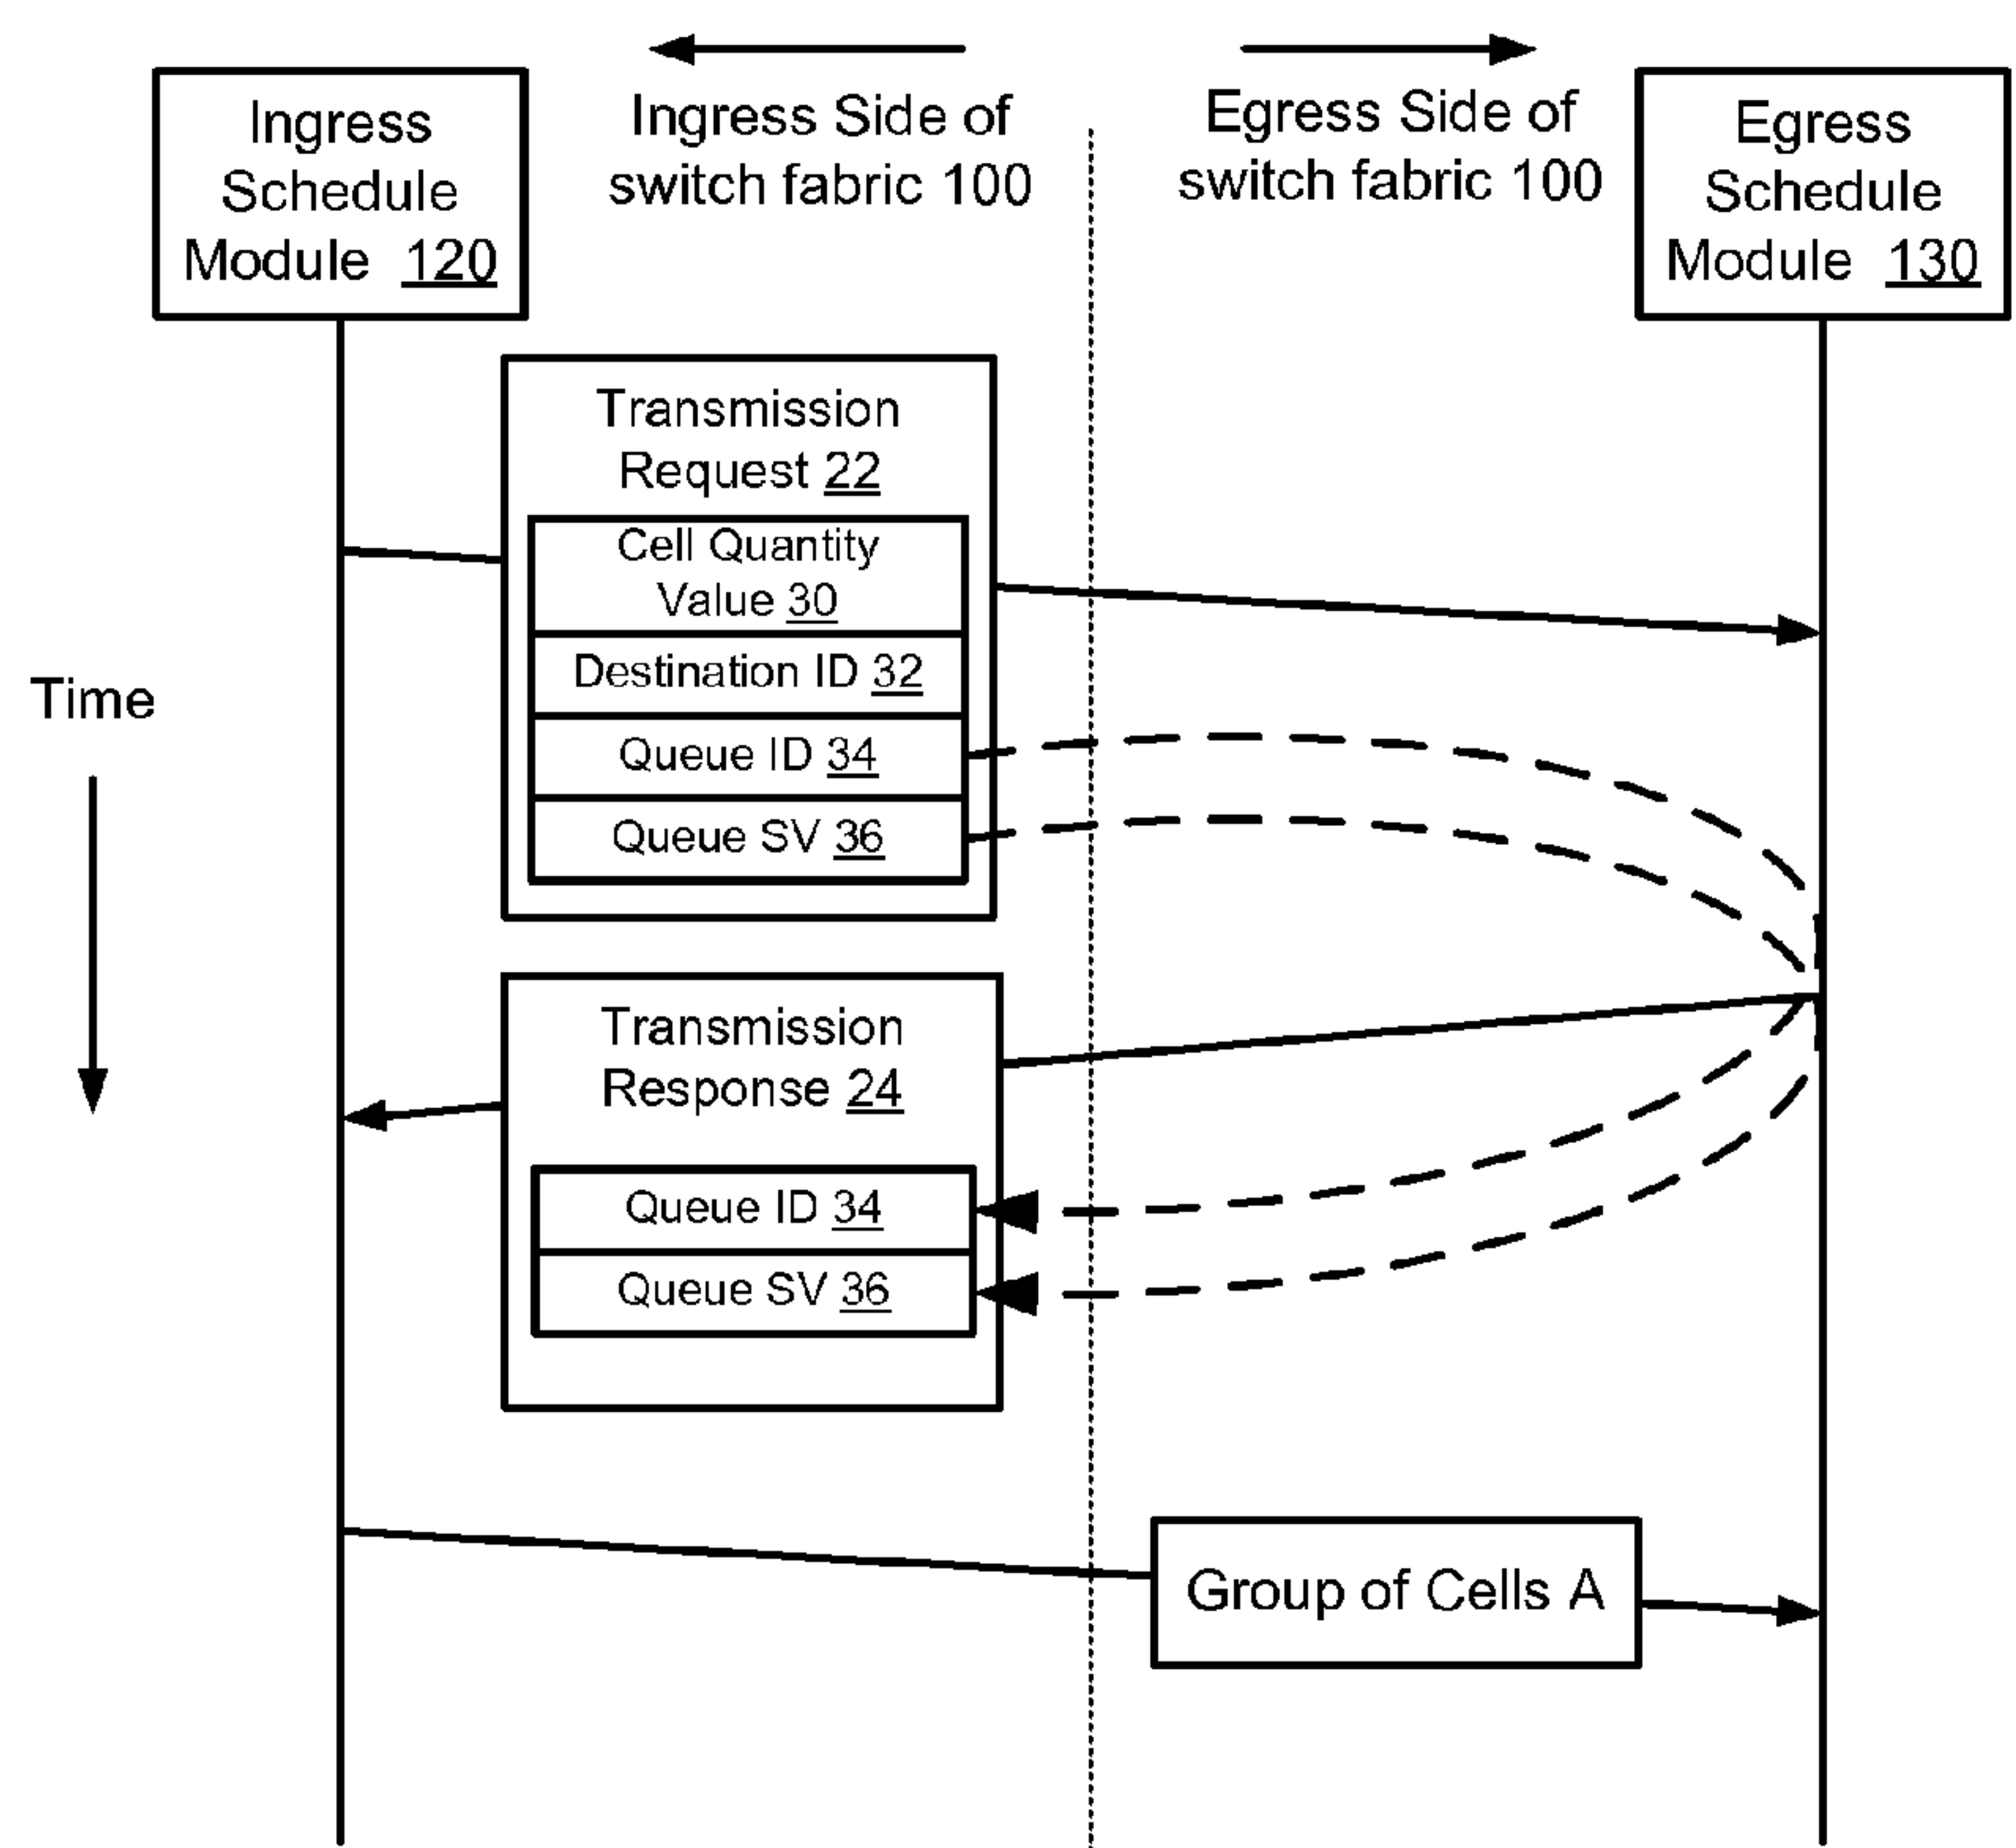 Ingress
Schedule
Module 120
Ingress Side of
switch fabric 100
Egress Side of
switch fabric 100
Egress
Schedule
Module 130
Transmission
Request 22
Cell Quantity
Value 30
Destination ID 32
Queue ID 34
Queue SV 36
Time
Transmission
Response 24
Queue ID 34
Queue SV 36
Group of Cells A